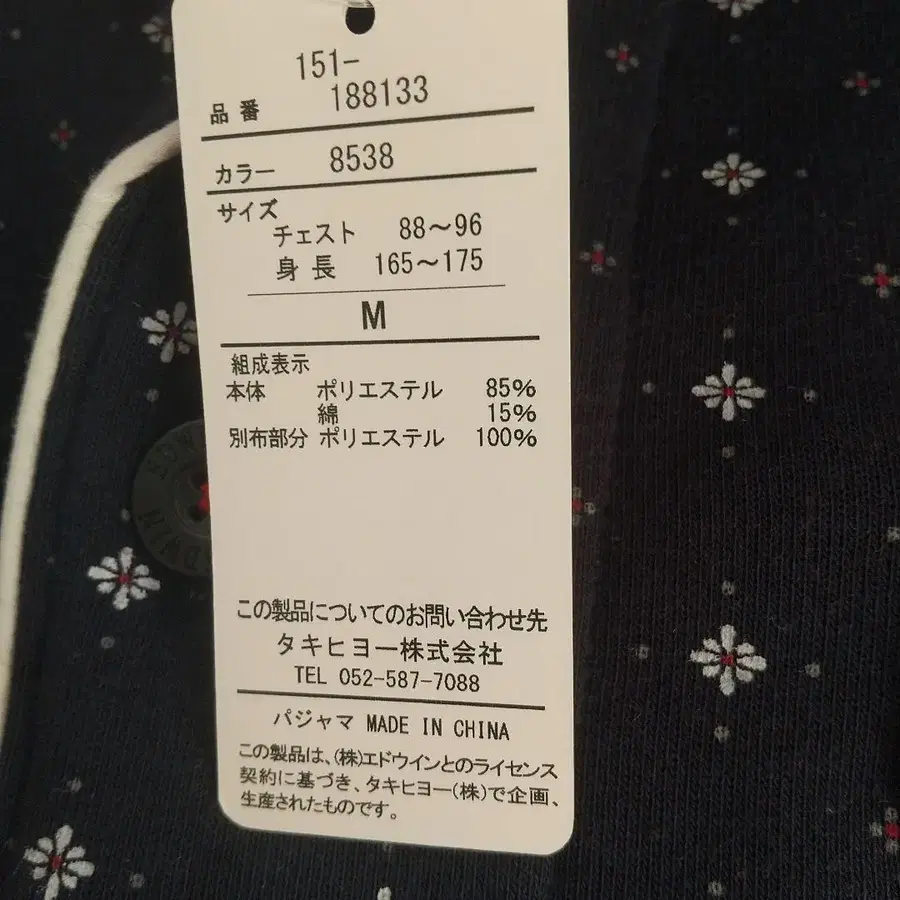 151-
品番 188133
カラー 8538
サイズ
チェスト 88～96
身長 165～175
M
組成表示
本体 ポリエステル 85%
綿 15%
別布部分 ポリエステル 100%
この製品についてのお問い合わせ先
タキヒヨー株式会社
TEL 052-587-7088
パジャマ MADE IN CHINA
この製品は、(株)エドウインとのライセンス
契約に基づき、タキヒヨー(株)で企画、
生産されたものです。